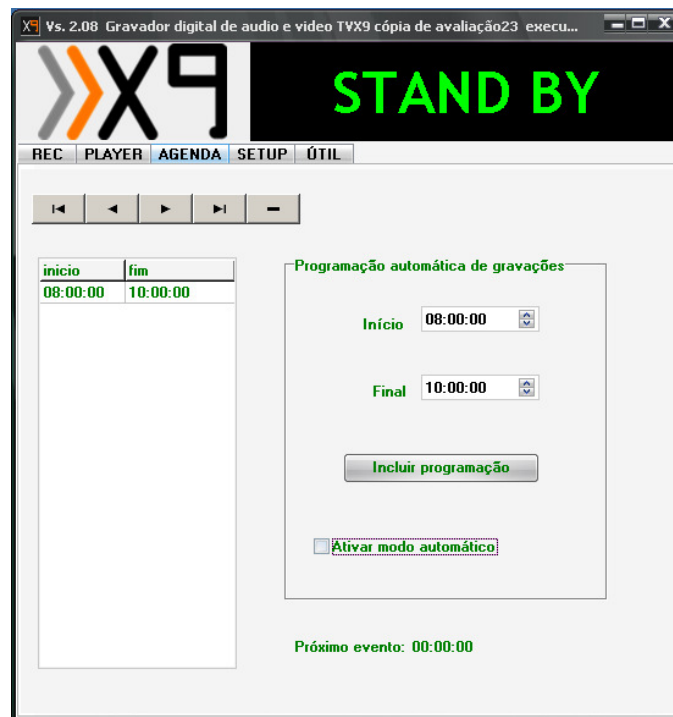 X9 Vs. 2.08 Gravador digital de audio e video TVX9 cópia de avaliação23 execu...
X9 STAND BY
REC PLAYER AGENDA SETUP ÚTIL
inicio fim
08:00:00 10:00:00
Programação automática de gravações
Início 08:00:00
Final 10:00:00
Incluir programação
Ativar modo automático
Próximo evento: 00:00:00